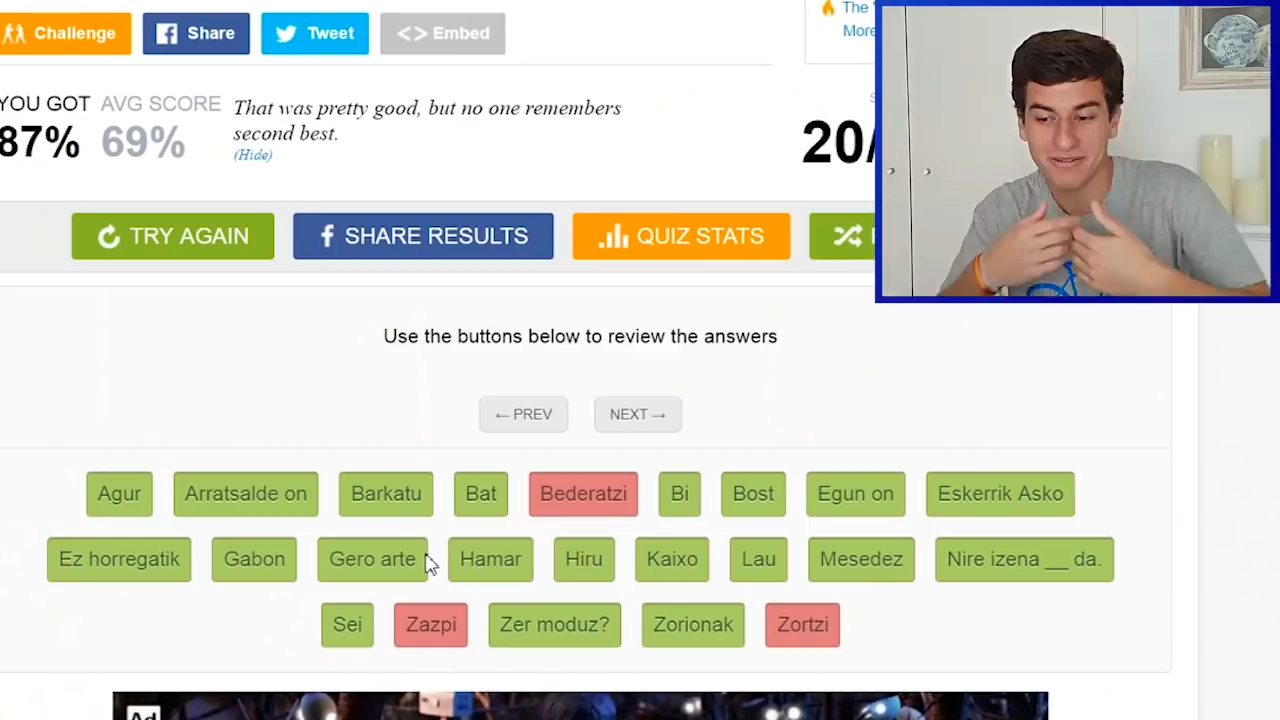 Challenge Share Tweet <> Embed
The
More
YOU GOT AVG SCORE
87% 69%
That was pretty good, but no one remembers
second best.
(Hide)
20/
TRY AGAIN SHARE RESULTS QUIZ STATS
Use the buttons below to review the answers
← PREV NEXT →
Agur Arratsalde on Barkatu Bat Bederatzi Bi Bost Egun on Eskerrik Asko
Ez horregatik Gabon Gero arte Hamar Hiru Kaixo Lau Mesedez Nire izena __ da.
Sei Zazpi Zer moduz? Zorionak Zortzi
Ad